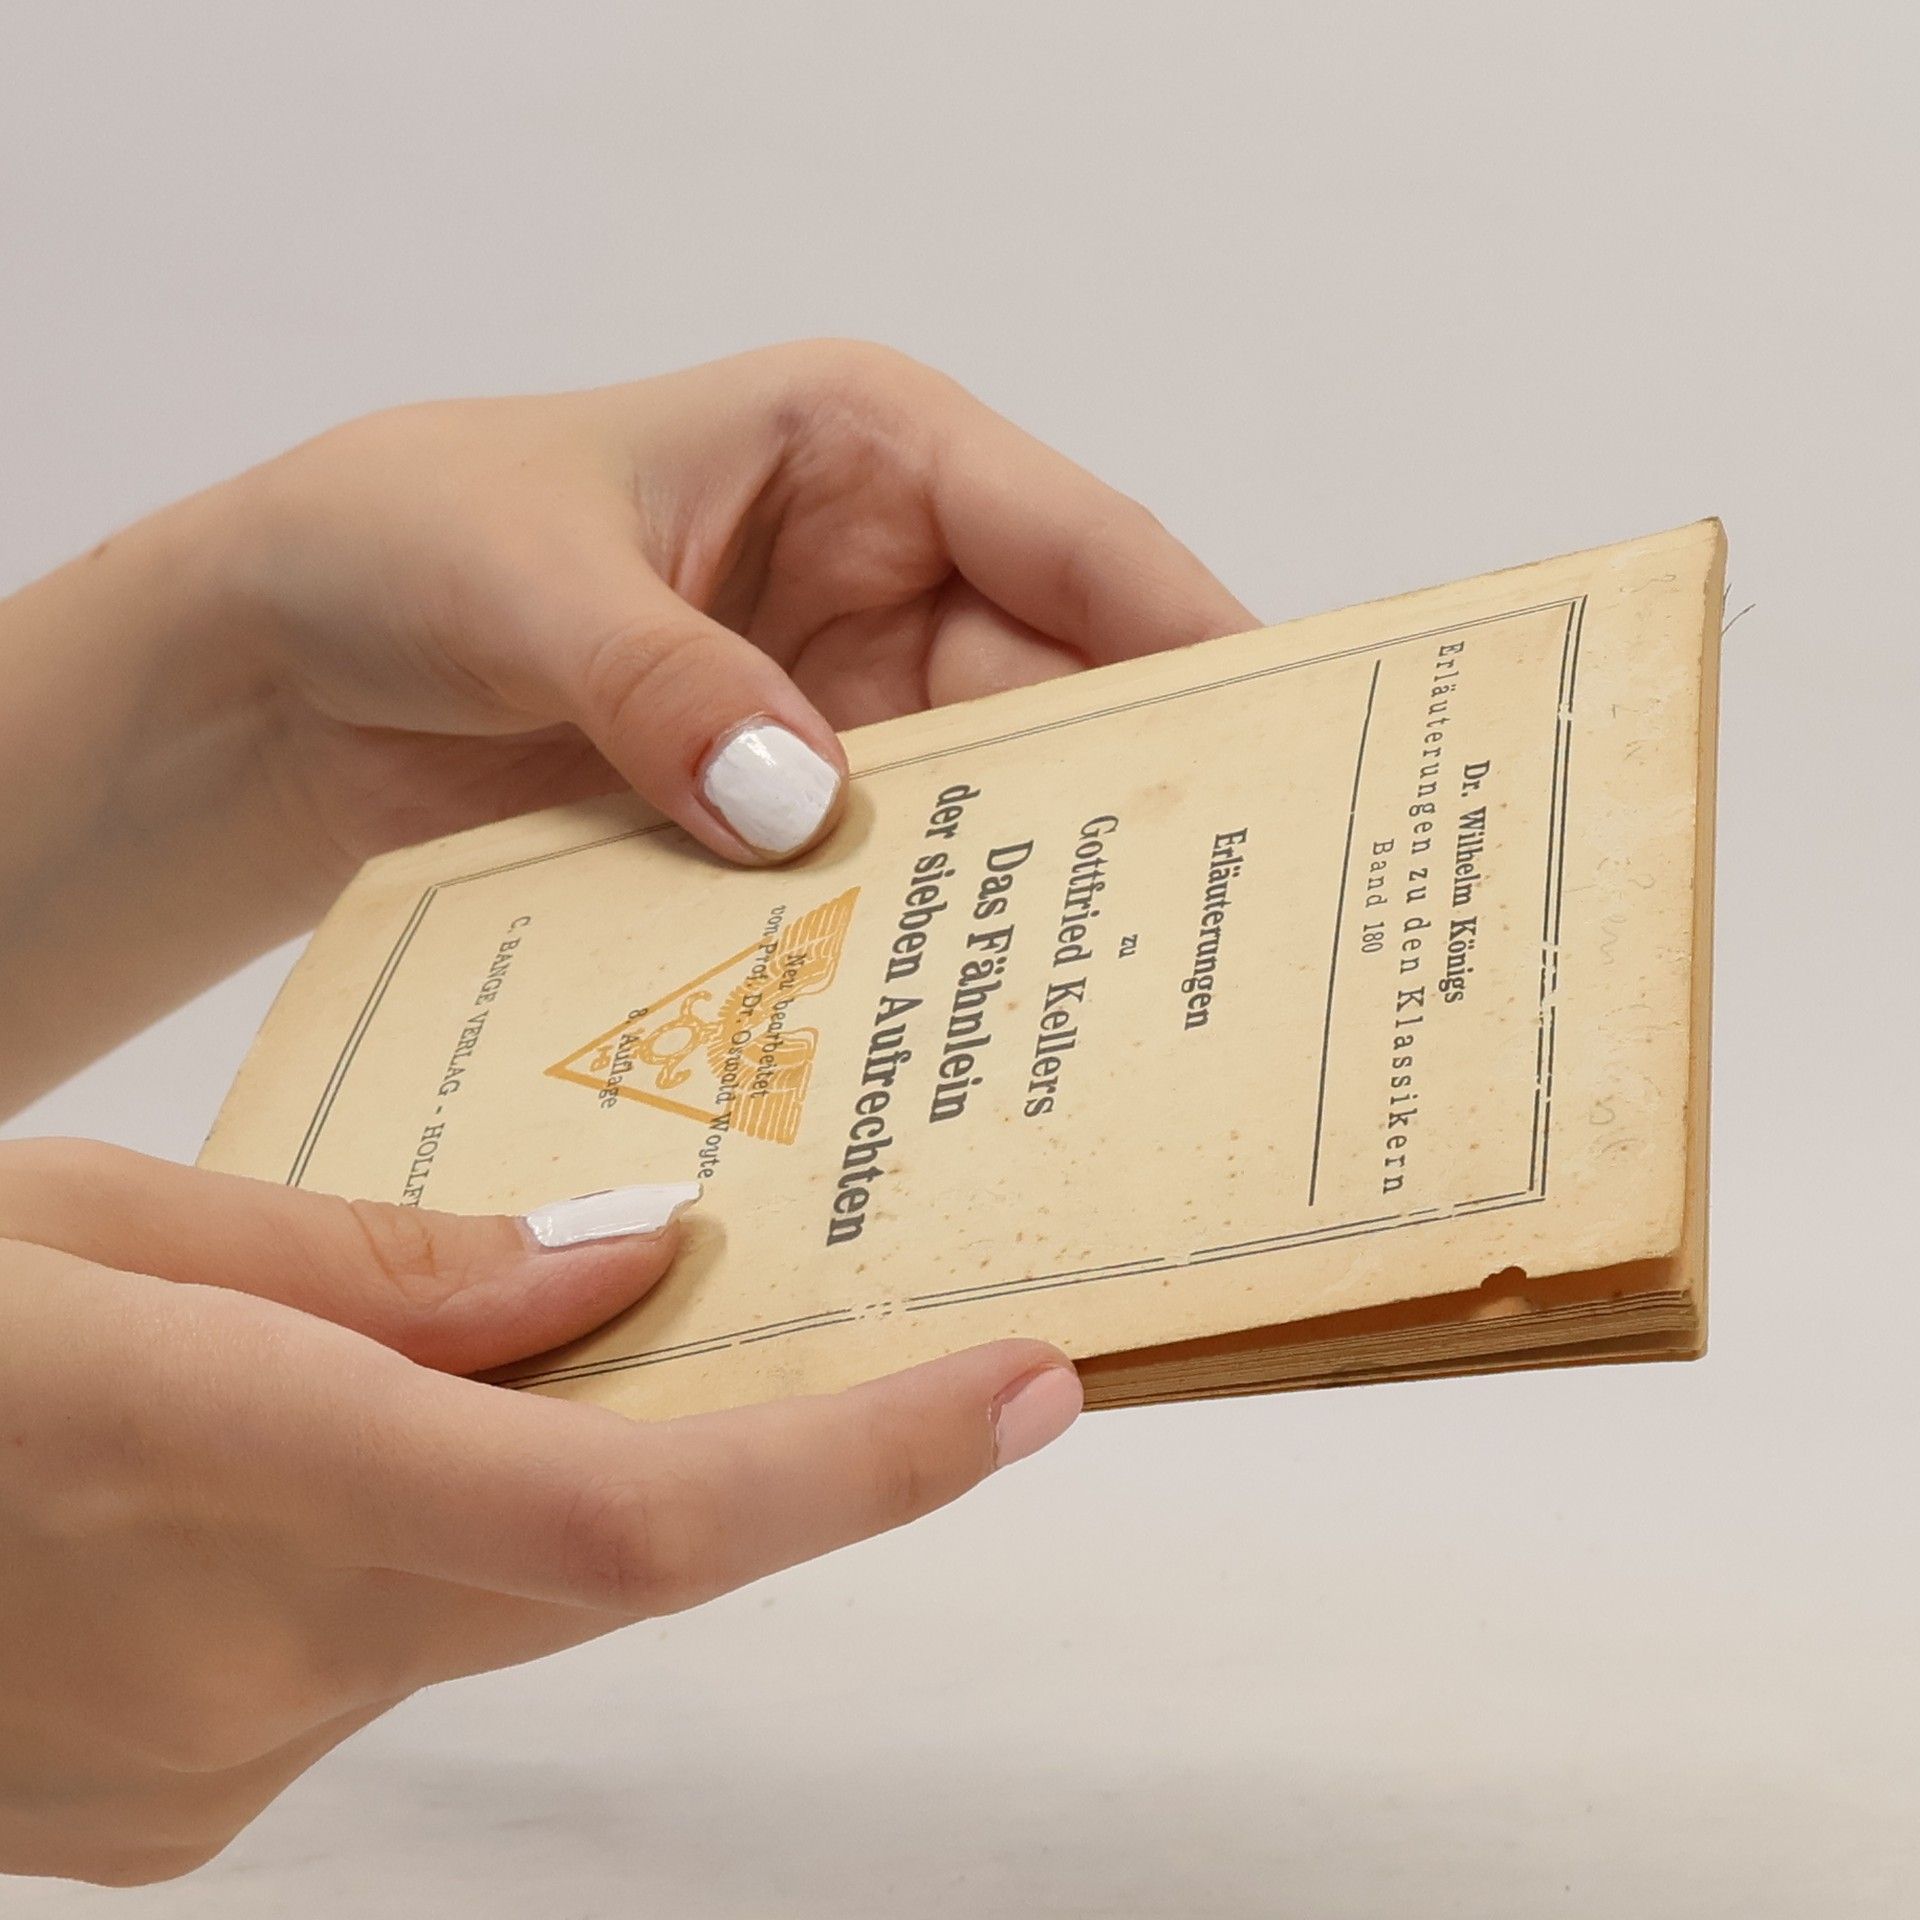 Dr. Wilhelm Königs
Erläuterungen zu den Klassikern
Band 180
Erläuterungen
zu
Gottfried Kellers
Das Fähnlein
der sieben Aufrechten
Neu bearbeitet
von Prof. Dr. Oswald Woyte
8. Auflage
C. BANGE VERLAG - HOLLF